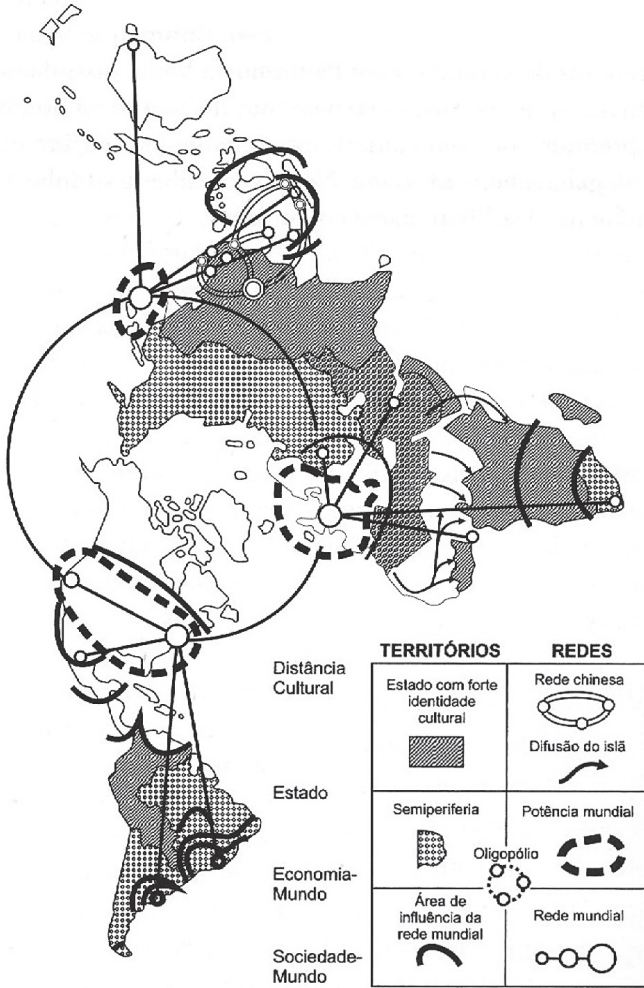 TERRITÓRIOS
REDES
Distância
Cultural
Estado com forte
identidade
cultural
Rede chinesa
Difusão do islã
Estado
Semiperiferia
Potência mundial
Oligopólio
Economia-
Mundo
Área de
influência da
rede mundial
Rede mundial
Sociedade-
Mundo